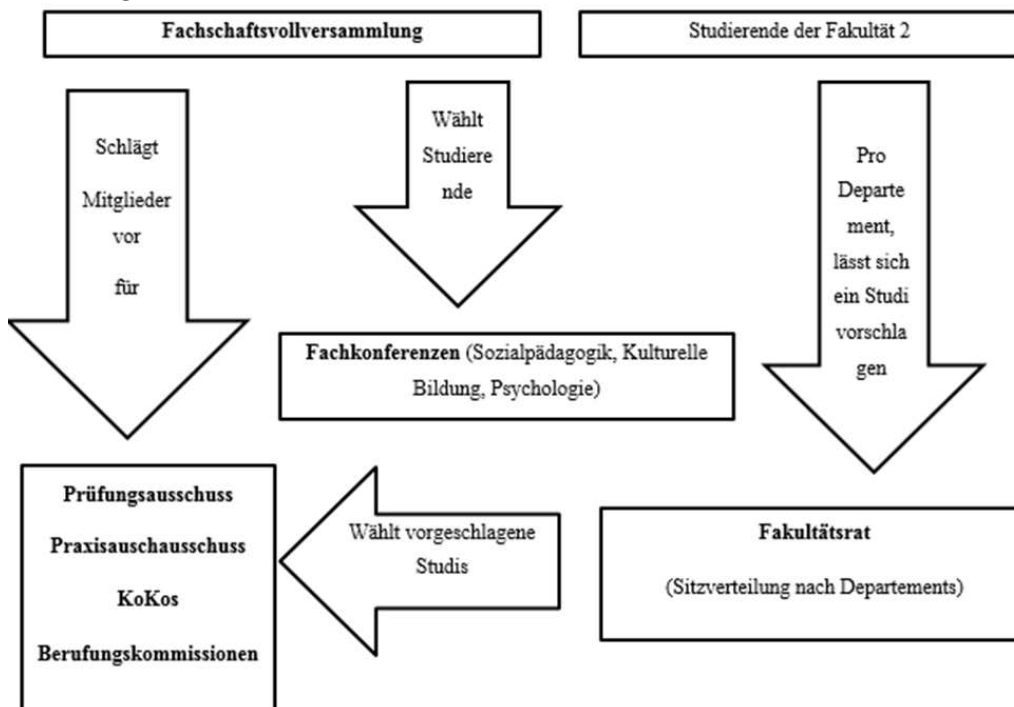 Fachschaftsvollversammlung
Studierende der Fakultät 2
Schlägt
Mitglieder
vor
für
Wählt
Studiere
nde
Pro
Departe
ment,
lässt sich
ein Studi
vorschla
gen
Fachkonferenzen (Sozialpädagogik, Kulturelle
Bildung, Psychologie)
Prüfungsausschuss
Praxisauschausschuss
KoKos
Berufungskommissionen
Wählt vorgeschlagene
Studis
Fakultätsrat
(Sitzverteilung nach Departements)